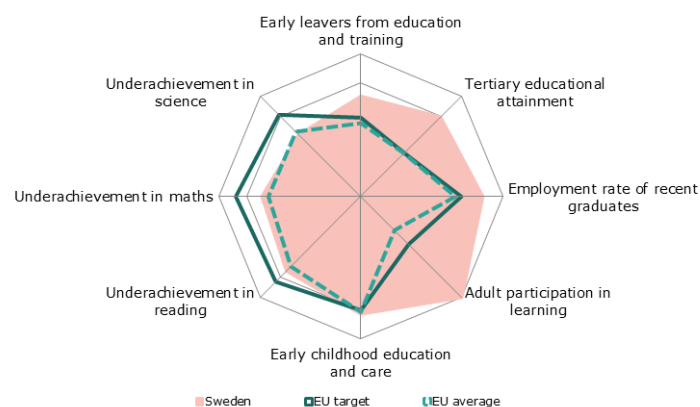 Early leavers from education
and training
Underachievement in
science
Tertiary educational
attainment
Underachievement in maths
Employment rate of recent
graduates
Underachievement in
reading
Adult participation in
learning
Early childhood education
and care
Sweden
EU target
EU average